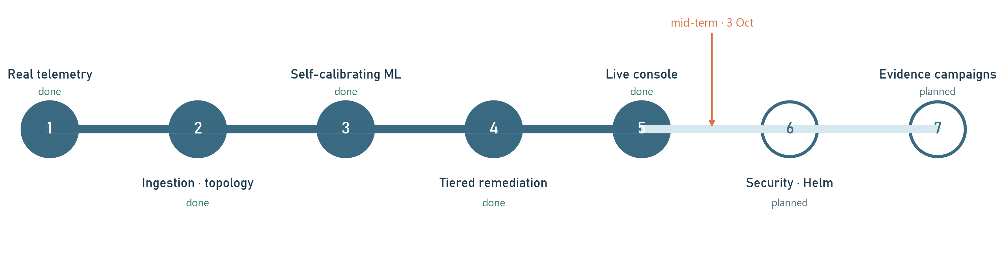 mid-term · 3 Oct
Real telemetry
done
Self-calibrating ML
done
Live console
done
Evidence campaigns
planned
1
2
3
4
5
6
7
Ingestion · topology
done
Tiered remediation
done
Security · Helm
planned